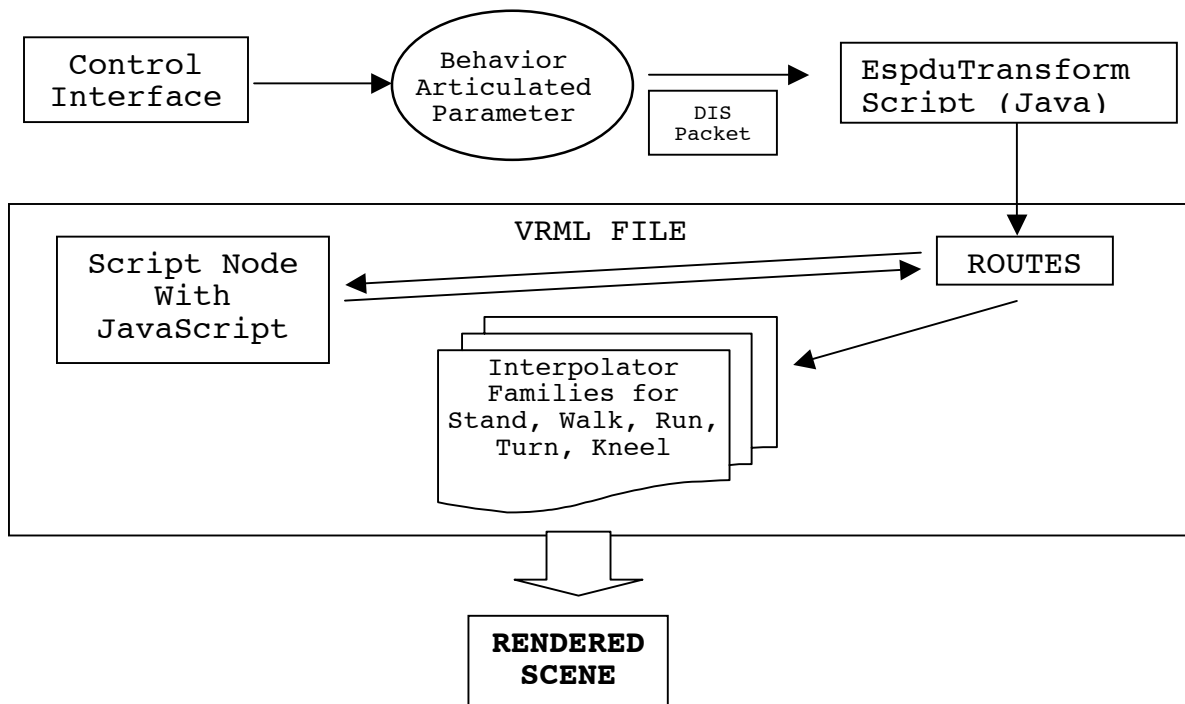 Control
Interface
Behavior
Articulated
Parameter
DIS
Packet
EspduTransform
Script (Java)
VRML FILE
Script Node
With
JavaScript
ROUTES
Interpolator
Families for
Stand, Walk, Run,
Turn, Kneel
RENDERED
SCENE